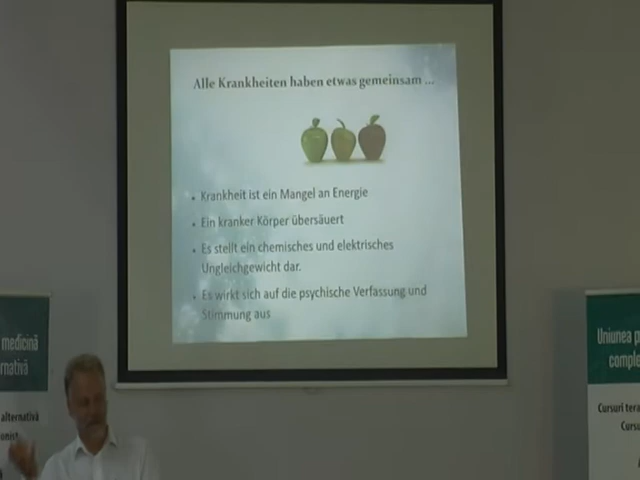 Alle Krankheiten haben etwas gemeinsam ...
• Krankheit ist ein Mangel an Energie
• Ein kranker Körper übersäuert
• Es stellt ein chemisches und elektrisches
Ungleichgewicht dar.
• Es wirkt sich auf die psychische Verfassung und
Stimmung aus
medicină
rnativă
alternativă
Uniunea p
comple
Cursuri tera
Cursu